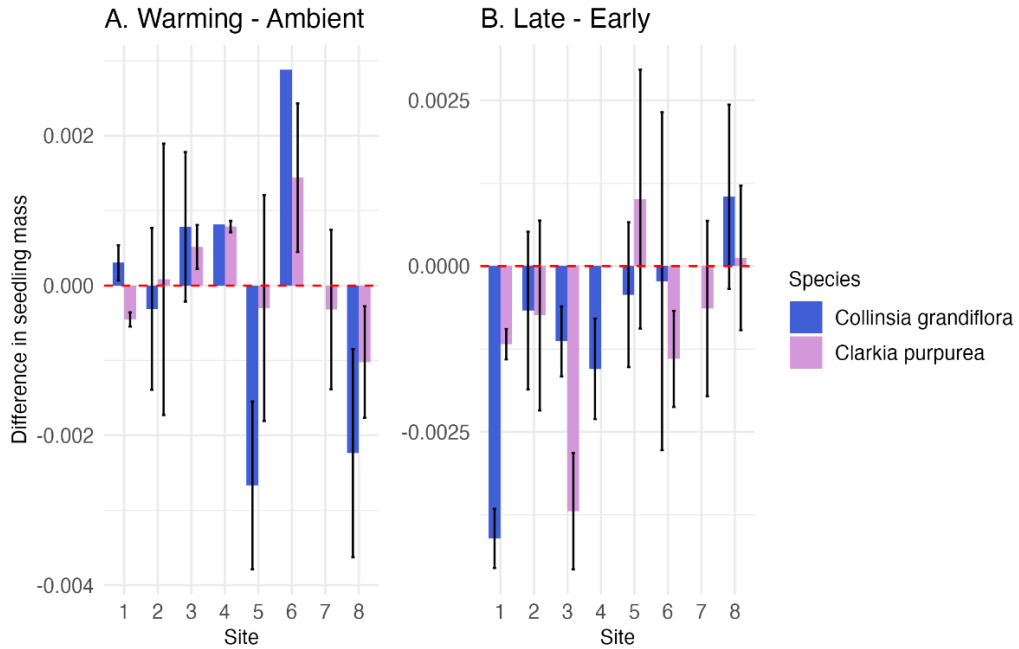 A. Warming - Ambient
B. Late - Early
Difference in seedling mass
0.002
0.000
-0.002
-0.004
1 2 3 4 5 6 7 8
Site
0.0025
0.0000
-0.0025
1 2 3 4 5 6 7 8
Site
Species
Collinsia grandiflora
Clarkia purpurea